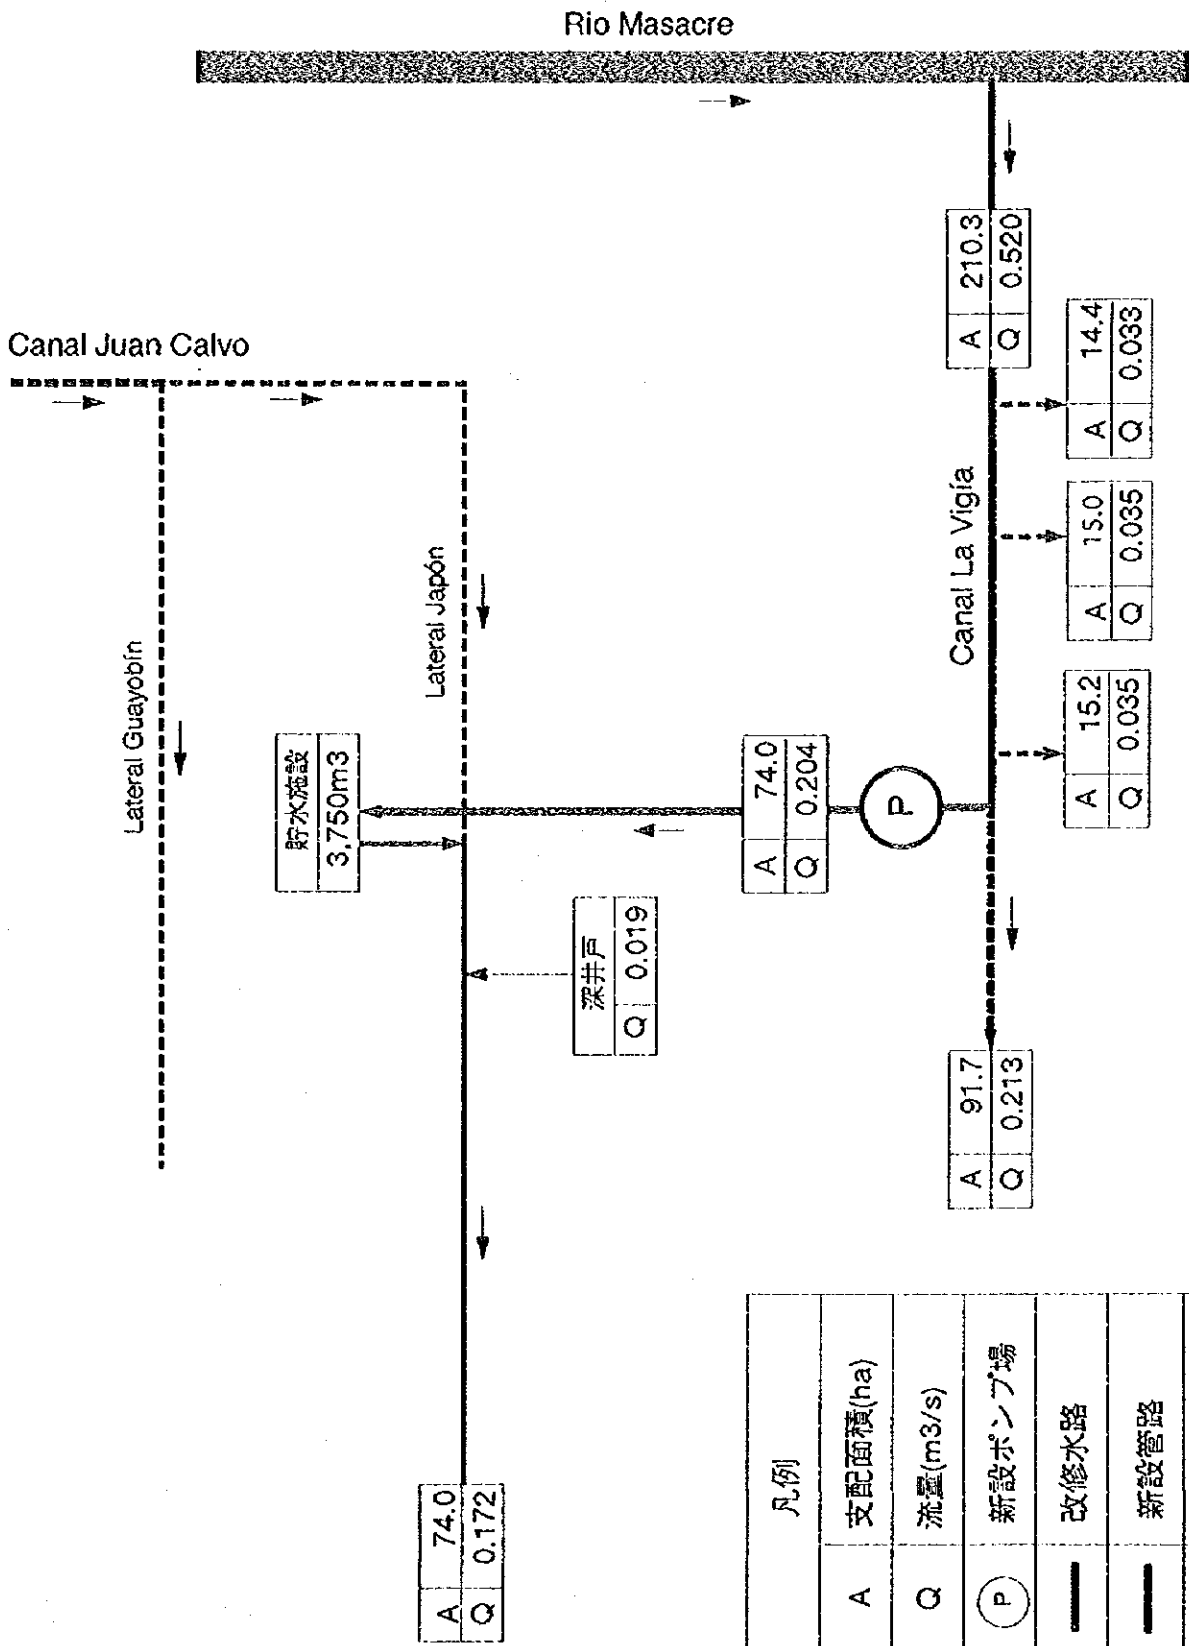 Rio Masacre
Canal Juan Calvo
Lateral Guayobín
Lateral Japón
Canal La Vigía
A 210.3
Q 0.520
A 14.4
Q 0.033
A 15.0
Q 0.035
A 15.2
Q 0.035
貯水施設
3,750m3
A 74.0
Q 0.204
P
深井戸
Q 0.019
A 91.7
Q 0.213
A 74.0
Q 0.172
凡例
A 支配面積(ha)
Q 流量(m3/s)
P 新設ポンプ場
改修水路
新設管路